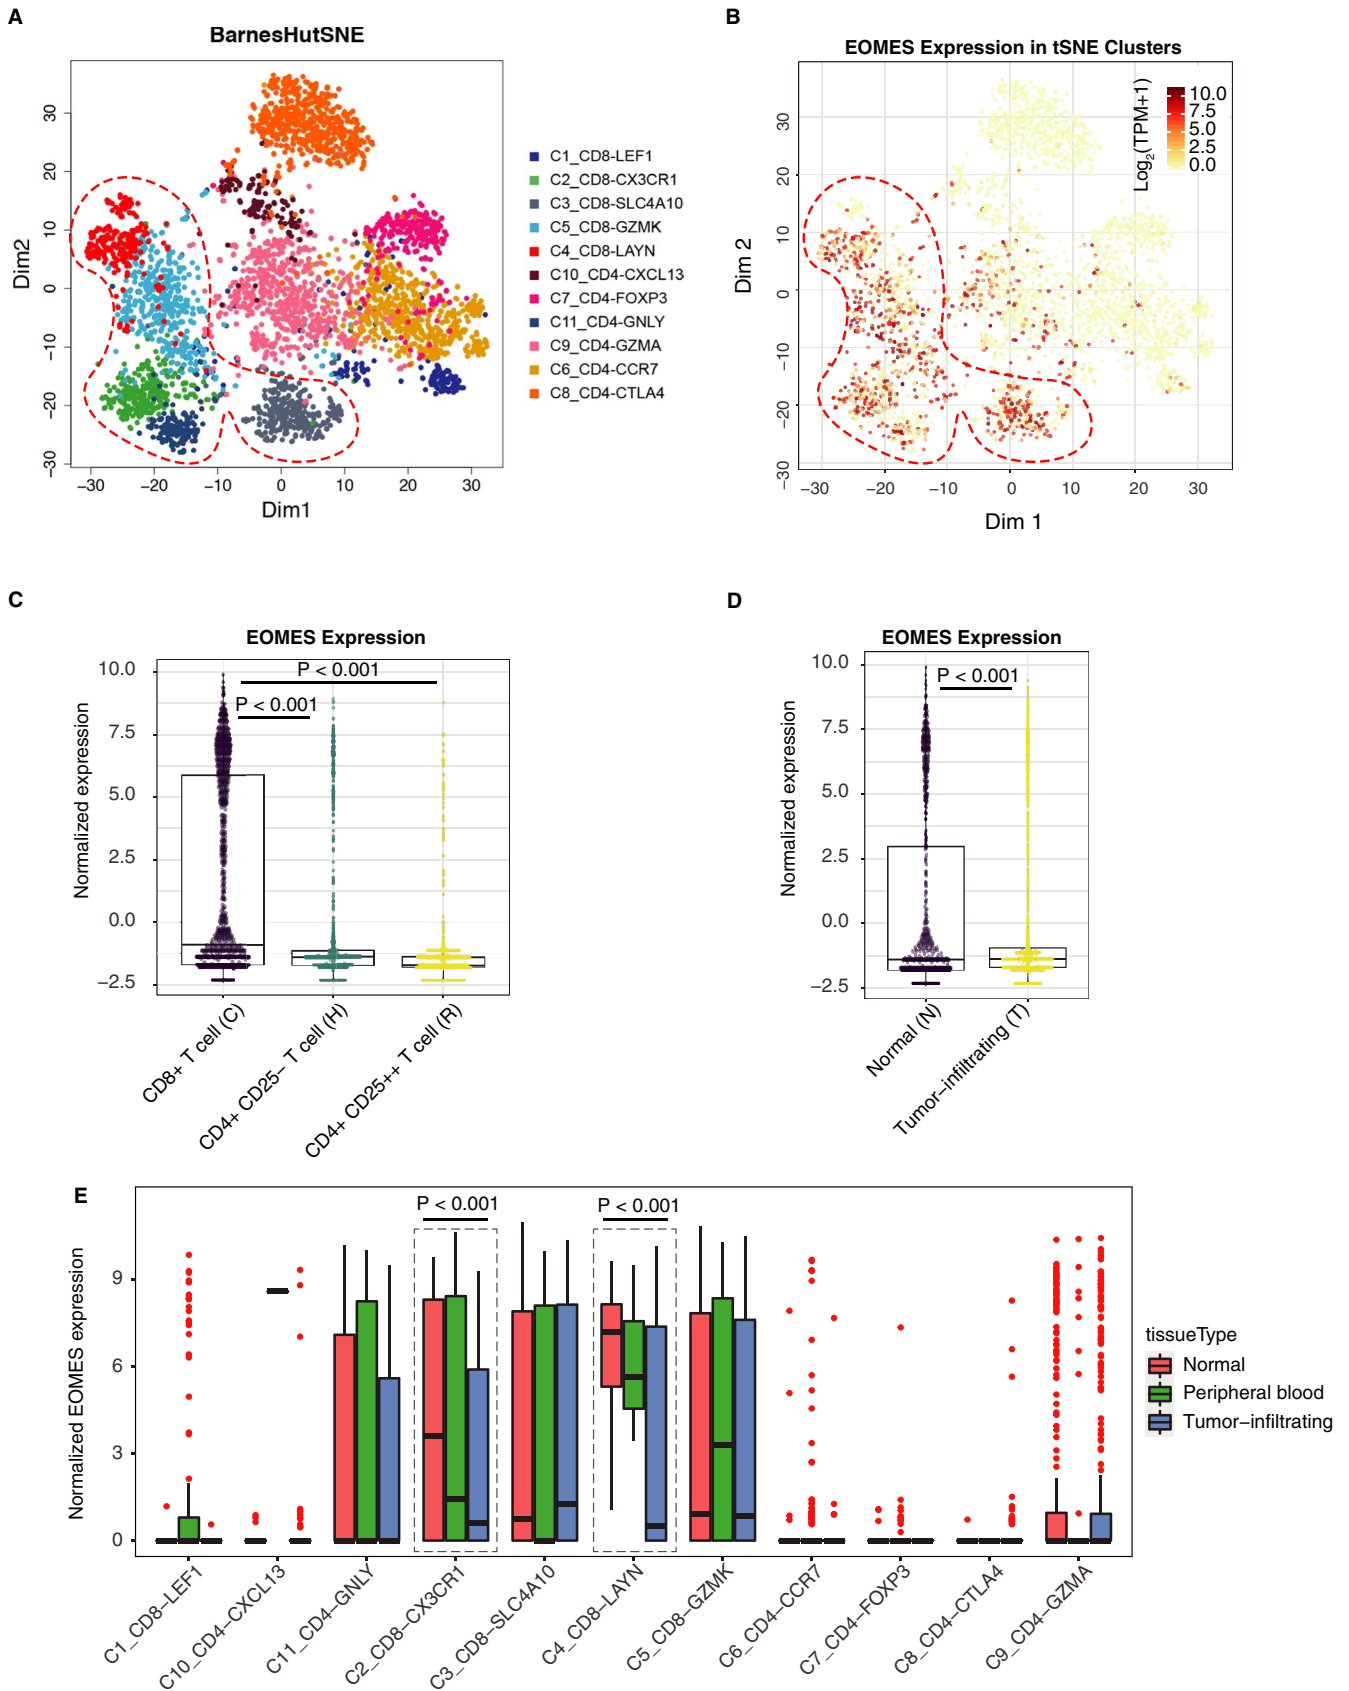 A
BarnesHutSNE
Dim2
30
20
10
0
−10
−20
−30
−30 −20 −10 0 10 20 30
Dim1
C1_CD8-LEF1
C2_CD8-CX3CR1
C3_CD8-SLC4A10
C5_CD8-GZMK
C4_CD8-LAYN
C10_CD4-CXCL13
C7_CD4-FOXP3
C11_CD4-GNLY
C9_CD4-GZMA
C6_CD4-CCR7
C8_CD4-CTLA4
B
EOMES Expression in tSNE Clusters
Log2(TPM+1)
10.0
7.5
5.0
2.5
0.0
Dim 2
30
20
10
0
−10
−20
−30
−30 −20 −10 0 10 20 30
Dim 1
C
EOMES Expression
P < 0.001
P < 0.001
Normalized expression
10.0
7.5
5.0
2.5
0.0
−2.5
CD8+ T cell (C)
CD4+ CD25− T cell (H)
CD4+ CD25++ T cell (R)
D
EOMES Expression
P < 0.001
Normalized expression
10.0
7.5
5.0
2.5
0.0
−2.5
Normal (N)
Tumor−infiltrating (T)
E
P < 0.001
P < 0.001
Normalized EOMES expression
9
6
3
0
C1_CD8−LEF1
C10_CD4−CXCL13
C11_CD4−GNLY
C2_CD8−CX3CR1
C3_CD8−SLC4A10
C4_CD8−LAYN
C5_CD8−GZMK
C6_CD4−CCR7
C7_CD4−FOXP3
C8_CD4−CTLA4
C9_CD4−GZMA
tissueType
Normal
Peripheral blood
Tumor−infiltrating